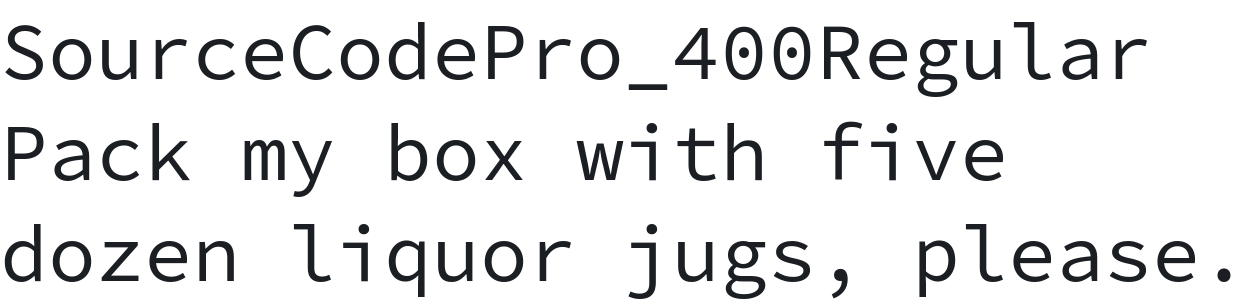 SourceCodePro_400Regular
Pack my box with five
dozen liquor jugs, please.